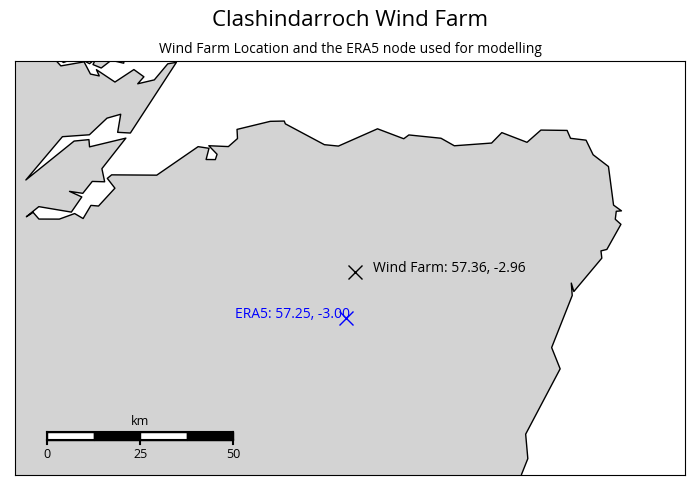 Clashindarroch Wind Farm
Wind Farm Location and the ERA5 node used for modelling
Wind Farm: 57.36, -2.96
ERA5: 57.25, -3.00
km
0 25 50